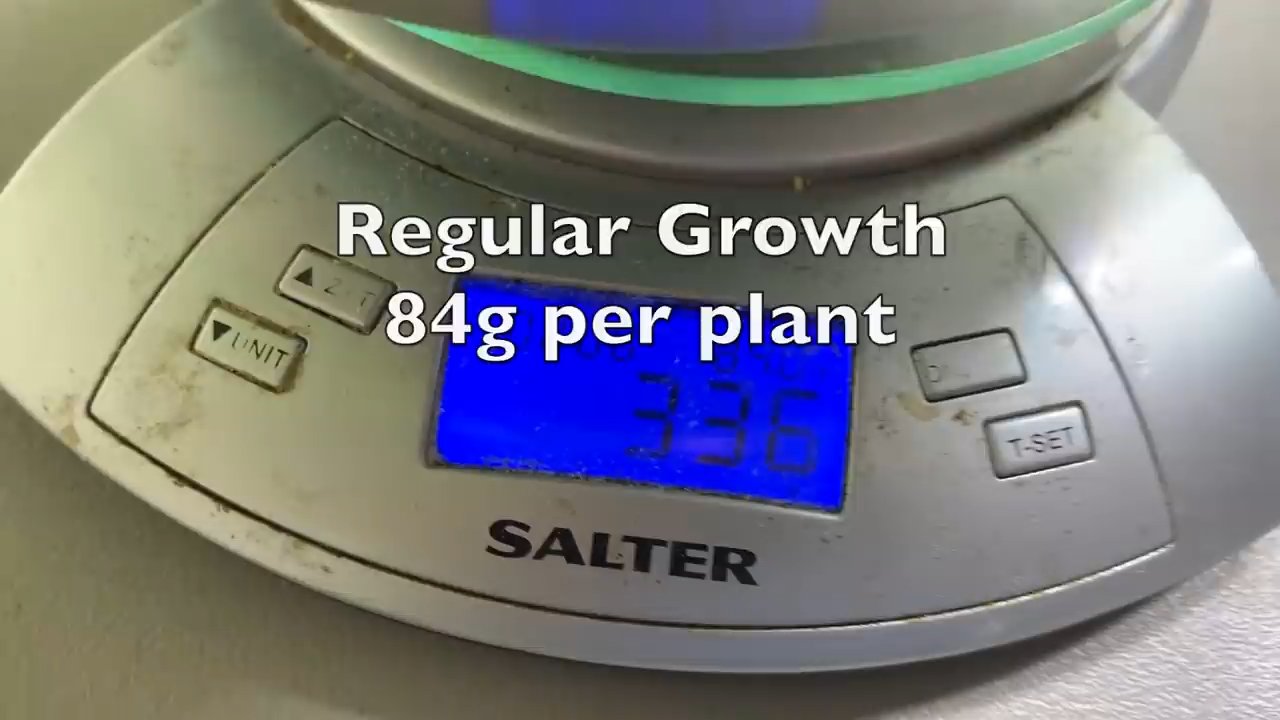 Regular Growth
84g per plant
▼UNIT
336
T-SET
SALTER